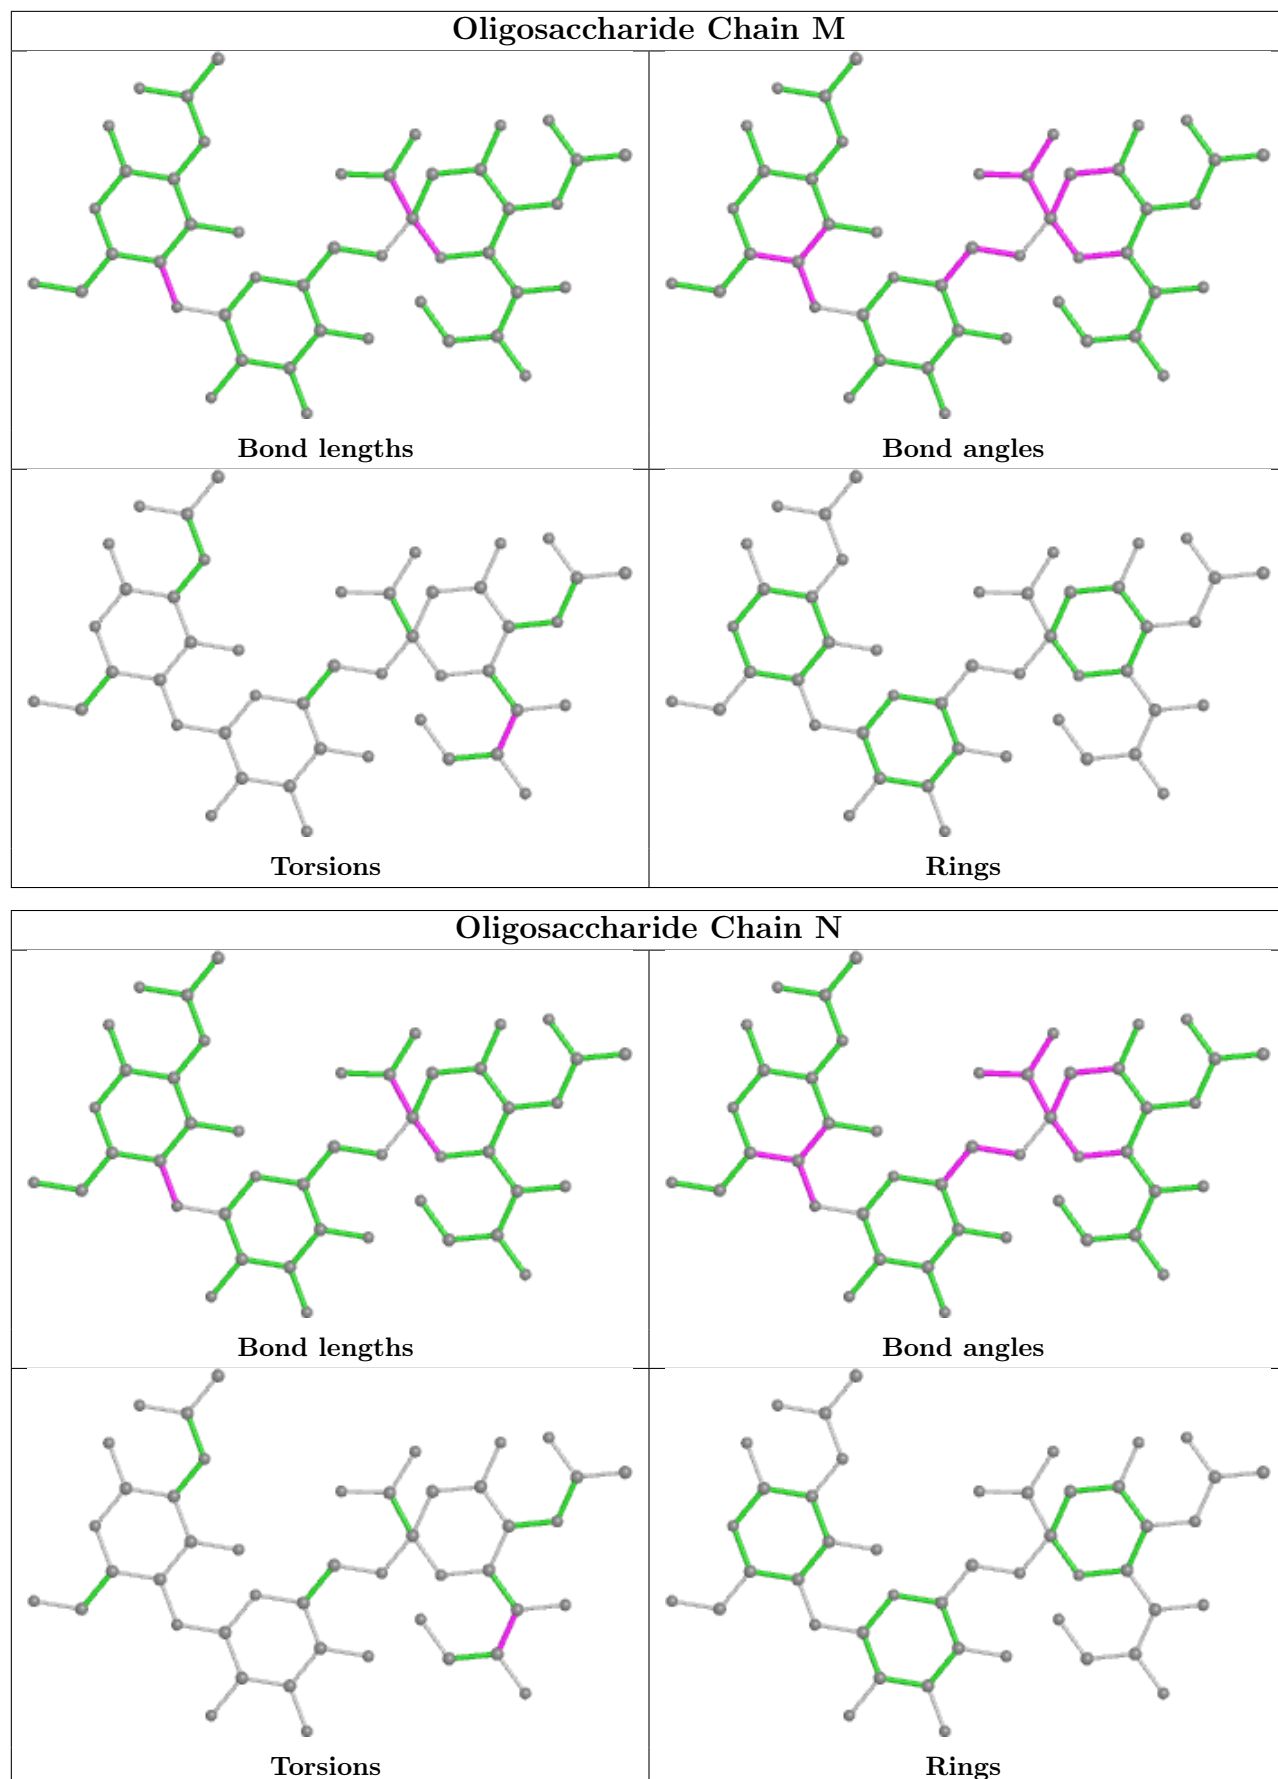 Oligosaccharide Chain M
Bond lengths
Bond angles
Torsions
Rings
Oligosaccharide Chain N
Bond lengths
Bond angles
Torsions
Rings